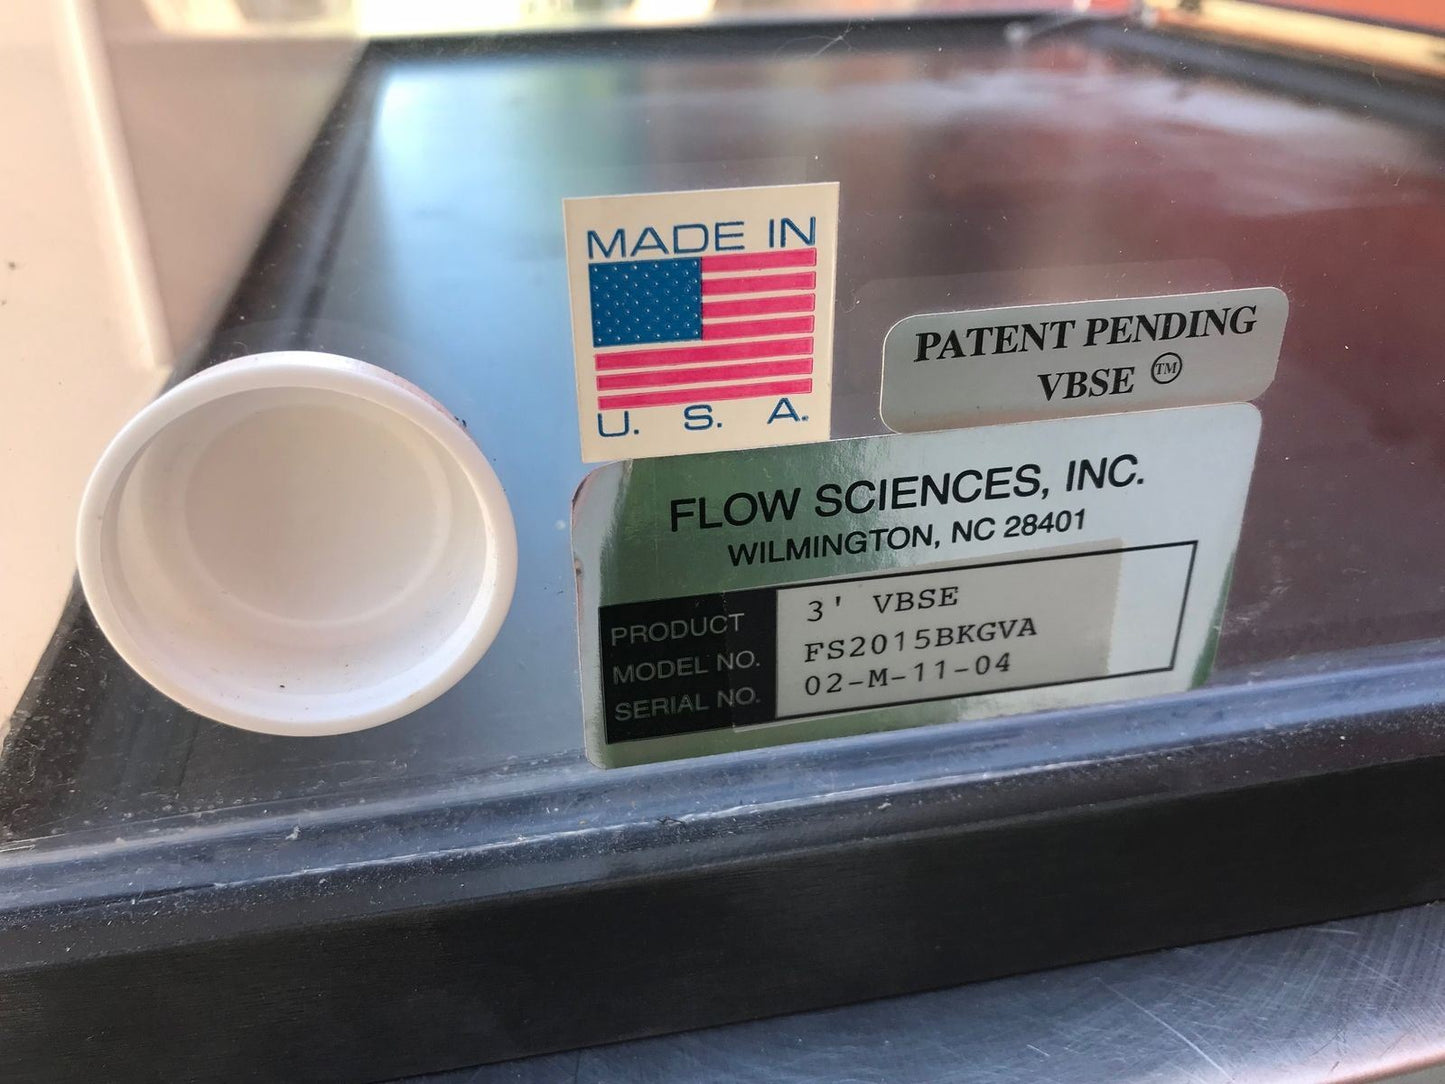 MADE IN
U. S. A.
PATENT PENDING
VBSE ™
FLOW SCIENCES, INC.
WILMINGTON, NC 28401
PRODUCT 3' VBSE
MODEL NO. FS2015BKGVA
SERIAL NO. 02-M-11-04